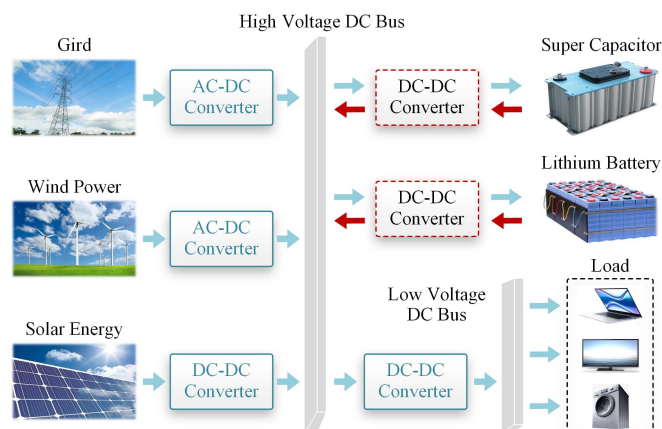 High Voltage DC Bus
Gird
AC-DC
Converter
DC-DC
Converter
Super Capacitor
Wind Power
AC-DC
Converter
DC-DC
Converter
Lithium Battery
Solar Energy
DC-DC
Converter
DC-DC
Converter
Low Voltage
DC Bus
Load